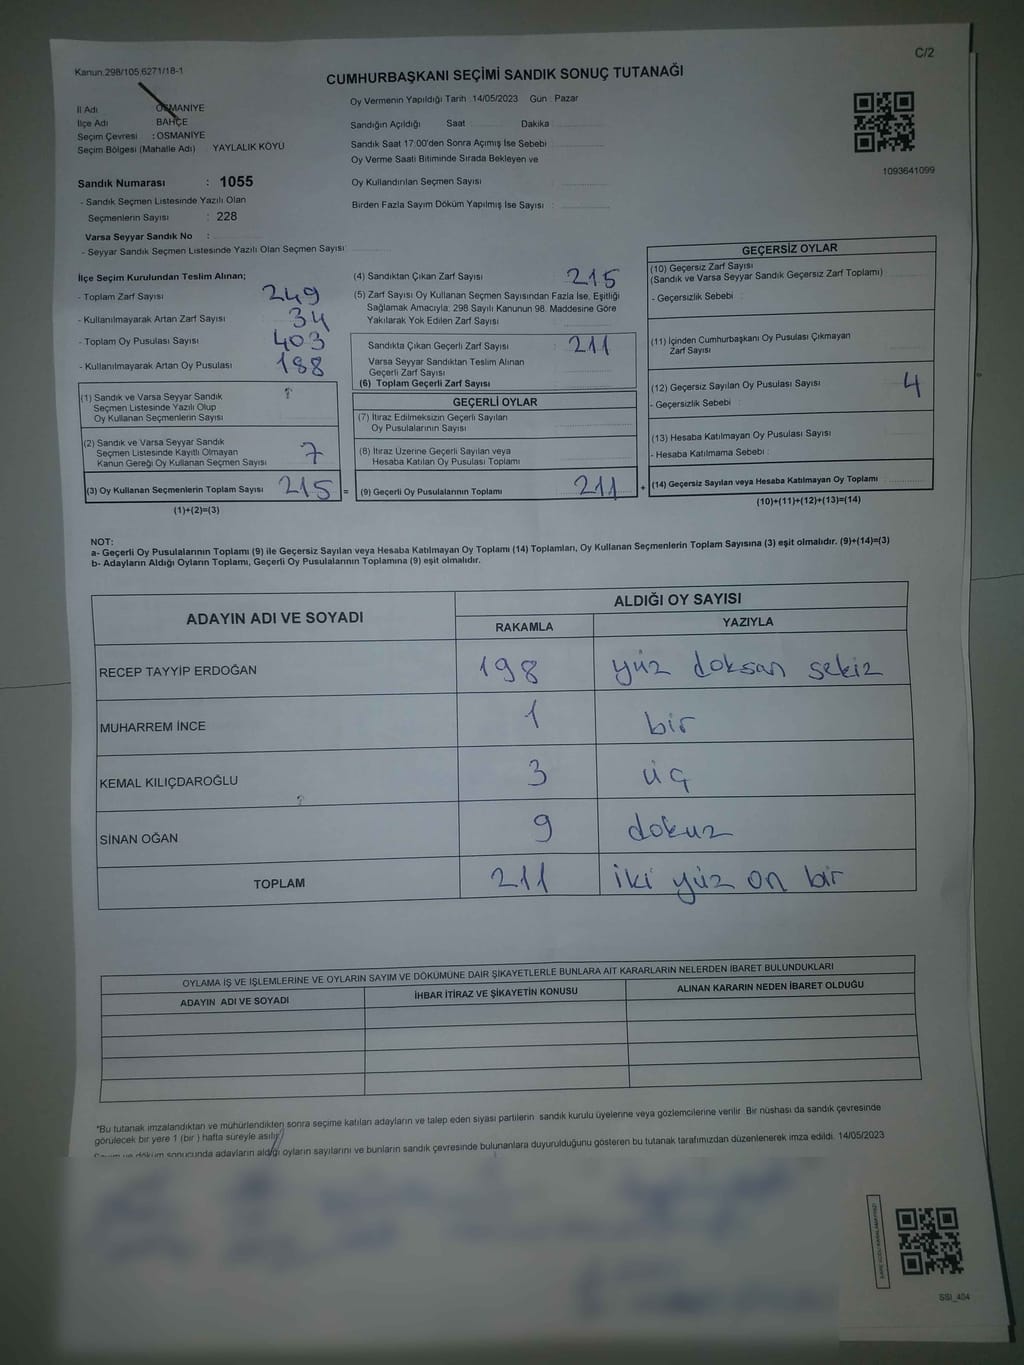 C/2
Kanun.298/105,6271/18-1
CUMHURBAŞKANI SEÇİMİ SANDIK SONUÇ TUTANAĞI
İl Adı OSMANİYE
İlçe Adı BAHÇE
Seçim Çevresi : OSMANİYE
Seçim Bölgesi (Mahalle Adı) YAYLALIK KÖYÜ
Sandık Numarası : 1055
- Sandık Seçmen Listesinde Yazılı Olan
Seçmenlerin Sayısı : 228
Varsa Seyyar Sandık No :
- Seyyar Sandık Seçmen Listesinde Yazılı Olan Seçmen Sayısı:
Oy Vermenin Yapıldığı Tarih : 14/05/2023 Gün : Pazar
Sandığın Açıldığı Saat Dakika
Sandık Saat 17:00'den Sonra Açımış İse Sebebi
Oy Verme Saati Bitiminde Sırada Bekleyen ve
Oy Kullandırılan Seçmen Sayısı :
Birden Fazla Sayım Döküm Yapılmış İse Sayısı :
1093641099
İlçe Seçim Kurulundan Teslim Alınan;
- Toplam Zarf Sayısı 249
- Kullanılmayarak Artan Zarf Sayısı 34
- Toplam Oy Pusulası Sayısı 403
- Kullanılmayarak Artan Oy Pusulası 188
(1) Sandık ve Varsa Seyyar Sandık
Seçmen Listesinde Yazılı Olup
Oy Kullanan Seçmenlerin Sayısı
(2) Sandık ve Varsa Seyyar Sandık
Seçmen Listesinde Kayıtlı Olmayan
Kanun Gereği Oy Kullanan Seçmen Sayısı 7
(3) Oy Kullanan Seçmenlerin Toplam Sayısı 215 =
(1)+(2)=(3)
(4) Sandıktan Çıkan Zarf Sayısı : 215
(5) Zarf Sayısı Oy Kullanan Seçmen Sayısından Fazla İse, Eşitliği
Sağlamak Amacıyla: 298 Sayılı Kanunun 98. Maddesine Göre
Yakılarak Yok Edilen Zarf Sayısı
Sandıkta Çıkan Geçerli Zarf Sayısı : 211
Varsa Seyyar Sandıktan Teslim Alınan
Geçerli Zarf Sayısı
(6) Toplam Geçerli Zarf Sayısı
GEÇERLİ OYLAR
(7) İtiraz Edilmeksizin Geçerli Sayılan
Oy Pusulalarının Sayısı
(8) İtiraz Üzerine Geçerli Sayılan veya
Hesaba Katılan Oy Pusulası Toplamı
(9) Geçerli Oy Pusulalarının Toplamı 211 +
GEÇERSİZ OYLAR
(10) Geçersiz Zarf Sayısı
(Sandık ve Varsa Seyyar Sandık Geçersiz Zarf Toplamı)
- Geçersizlik Sebebi :
(11) İçinden Cumhurbaşkanı Oy Pusulası Çıkmayan
Zarf Sayısı
(12) Geçersiz Sayılan Oy Pusulası Sayısı 4
- Geçersizlik Sebebi :
(13) Hesaba Katılmayan Oy Pusulası Sayısı
- Hesaba Katılmama Sebebi :
(14) Geçersiz Sayılan veya Hesaba Katılmayan Oy Toplamı
(10)+(11)+(12)+(13)=(14)
NOT:
a- Geçerli Oy Pusulalarının Toplamı (9) ile Geçersiz Sayılan veya Hesaba Katılmayan Oy Toplamı (14) Toplamları, Oy Kullanan Seçmenlerin Toplam Sayısına (3) eşit olmalıdır. (9)+(14)=(3)
b- Adayların Aldığı Oyların Toplamı, Geçerli Oy Pusulalarının Toplamına (9) eşit olmalıdır.
ADAYIN ADI VE SOYADI
ALDIĞI OY SAYISI
RAKAMLA YAZIYLA
RECEP TAYYİP ERDOĞAN 198 yüz doksan sekiz
MUHARREM İNCE 1 bir
KEMAL KILIÇDAROĞLU 3 üç
SİNAN OĞAN 9 dokuz
TOPLAM 211 iki yüz on bir
OYLAMA İŞ VE İŞLEMLERİNE VE OYLARIN SAYIM VE DÖKÜMÜNE DAİR ŞİKAYETLERLE BUNLARA AİT KARARLARIN NELERDEN İBARET BULUNDUKLARI
ADAYIN ADI VE SOYADI İHBAR İTİRAZ VE ŞİKAYETİN KONUSU ALINAN KARARIN NEDEN İBARET OLDUĞU
*Bu tutanak imzalandıktan ve mühürlendikten sonra seçime katılan adayların ve talep eden siyasi partilerin sandık kurulu üyelerine veya gözlemcilerine verilir. Bir nüshası da sandık çevresinde
görülecek bir yere 1 (bir) hafta süreyle asılır.
Sayım ve döküm sonucunda adayların aldığı oyların sayılarını ve bunların sandık çevresinde bulunanlara duyurulduğunu gösteren bu tutanak tarafımızdan düzenlenerek imza edildi. 14/05/2023
SSI_404